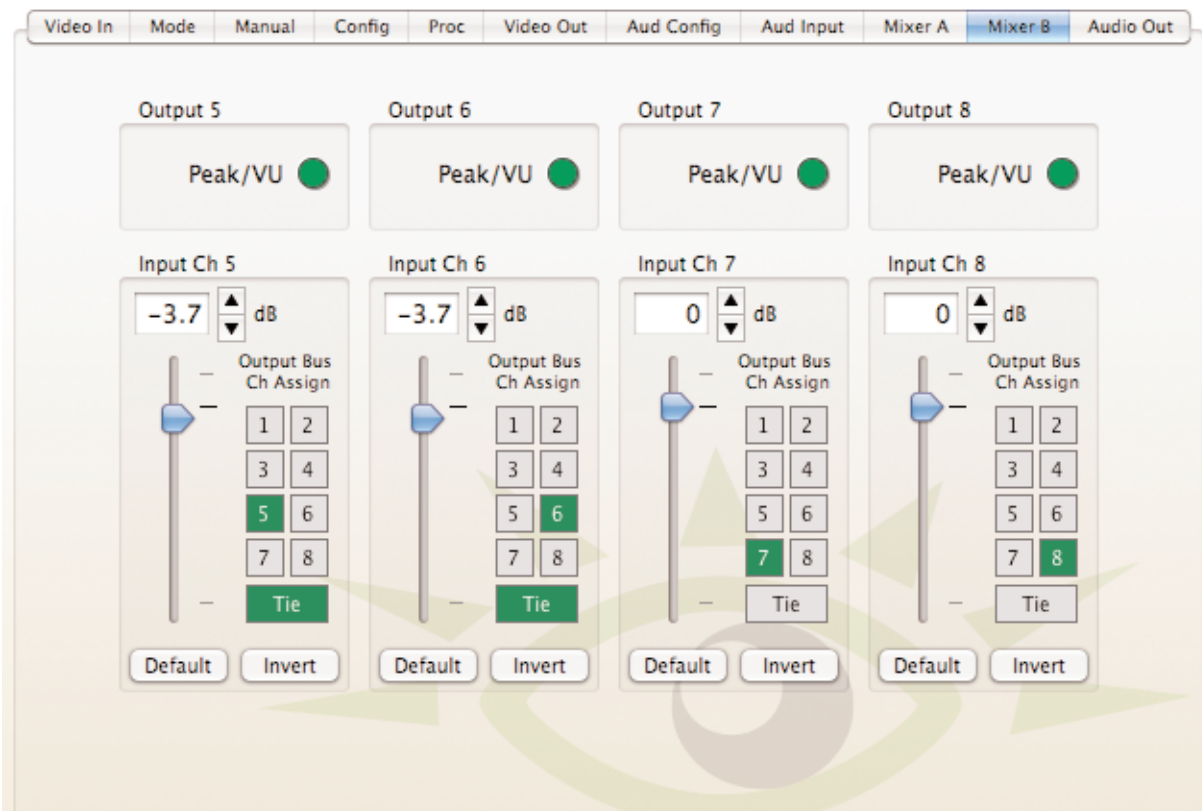 Video In Mode Manual Config Proc Video Out Aud Config Aud Input Mixer A Mixer B Audio Out
Output 5 Output 6 Output 7 Output 8
Peak/VU Peak/VU Peak/VU Peak/VU
Input Ch 5 Input Ch 6 Input Ch 7 Input Ch 8
-3.7 dB -3.7 dB 0 dB 0 dB
Output Bus Output Bus Output Bus Output Bus
Ch Assign Ch Assign Ch Assign Ch Assign
1 2 1 2 1 2 1 2
3 4 3 4 3 4 3 4
5 6 5 6 5 6 5 6
7 8 7 8 7 8 7 8
Tie Tie Tie Tie
Default Invert Default Invert Default Invert Default Invert